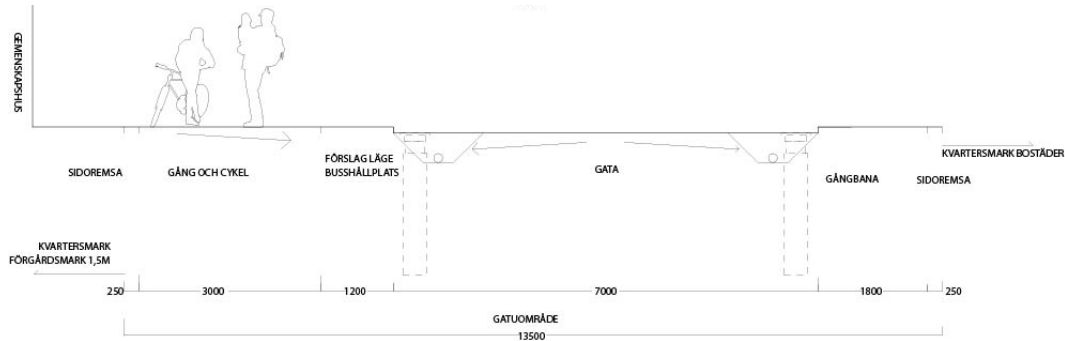 GEMENSKAPSHUS
SIDOREMSA
GÅNG OCH CYKEL
FÖRSLAG LÄGE
BUSSHÅLLPLATS
GATA
GÅNGBANA
SIDOREMSA
KVARTERSMARK BOSTÄDER
KVARTERSMARK
FÖRGÅRDSMARK 1,5M
250
3000
1200
7000
1800
250
GATUOMRÅDE
13500